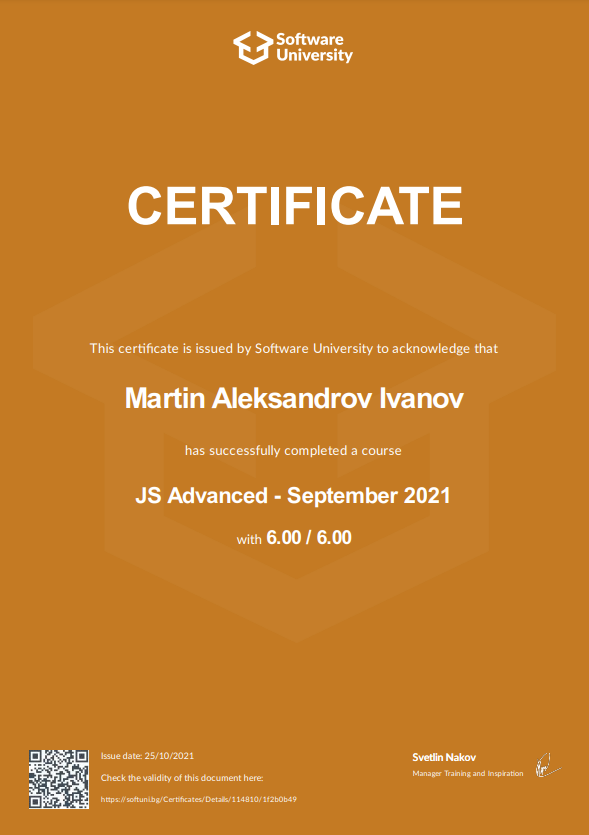 Software
University
CERTIFICATE
This certificate is issued by Software University to acknowledge that
Martin Aleksandrov Ivanov
has successfully completed a course
JS Advanced - September 2021
with 6.00 / 6.00
Issue date: 25/10/2021
Check the validity of this document here:
https://softuni.bg/Certificates/Details/114810/1f2b0b49
Svetlin Nakov
Manager Training and Inspiration